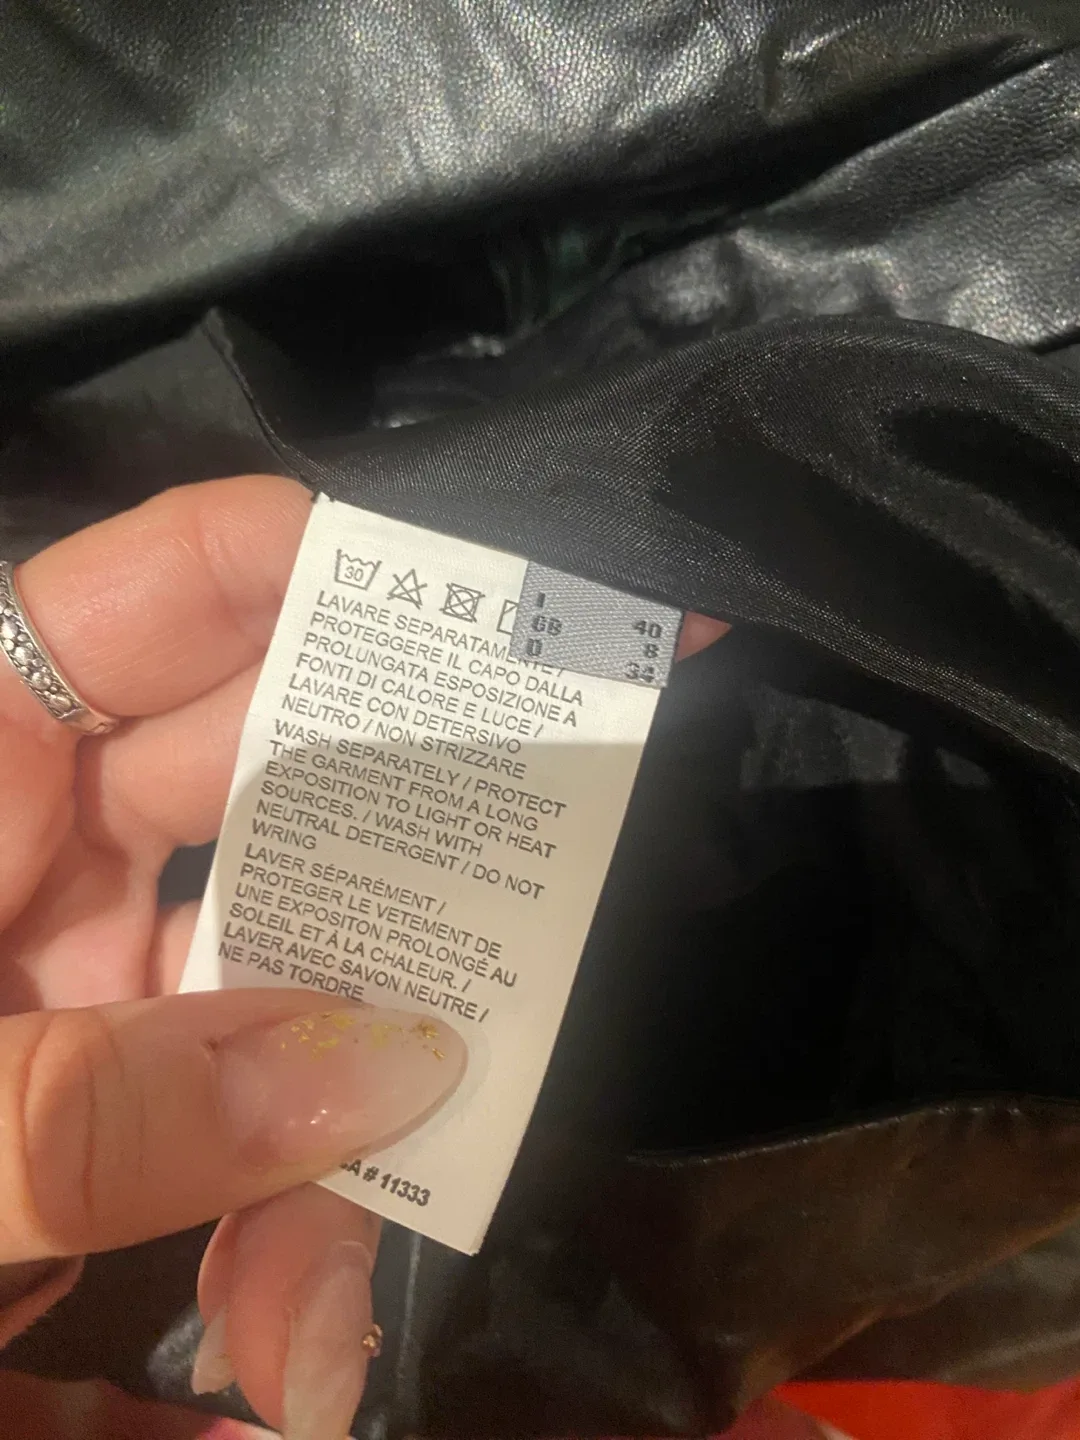 30
I 40
GB 8
D 34
LAVARE SEPARATAMENTE /
PROTEGGERE IL CAPO DALLA
PROLUNGATA ESPOSIZIONE A
FONTI DI CALORE E LUCE /
LAVARE CON DETERSIVO
NEUTRO / NON STRIZZARE
WASH SEPARATELY / PROTECT
THE GARMENT FROM A LONG
EXPOSITION TO LIGHT OR HEAT
SOURCES. / WASH WITH
NEUTRAL DETERGENT / DO NOT
WRING
LAVER SÉPARÉMENT /
PROTEGER LE VETEMENT DE
UNE EXPOSITON PROLONGÉ AU
SOLEIL ET À LA CHALEUR. /
LAVER AVEC SAVON NEUTRE /
NE PAS TORDRE
# 11333